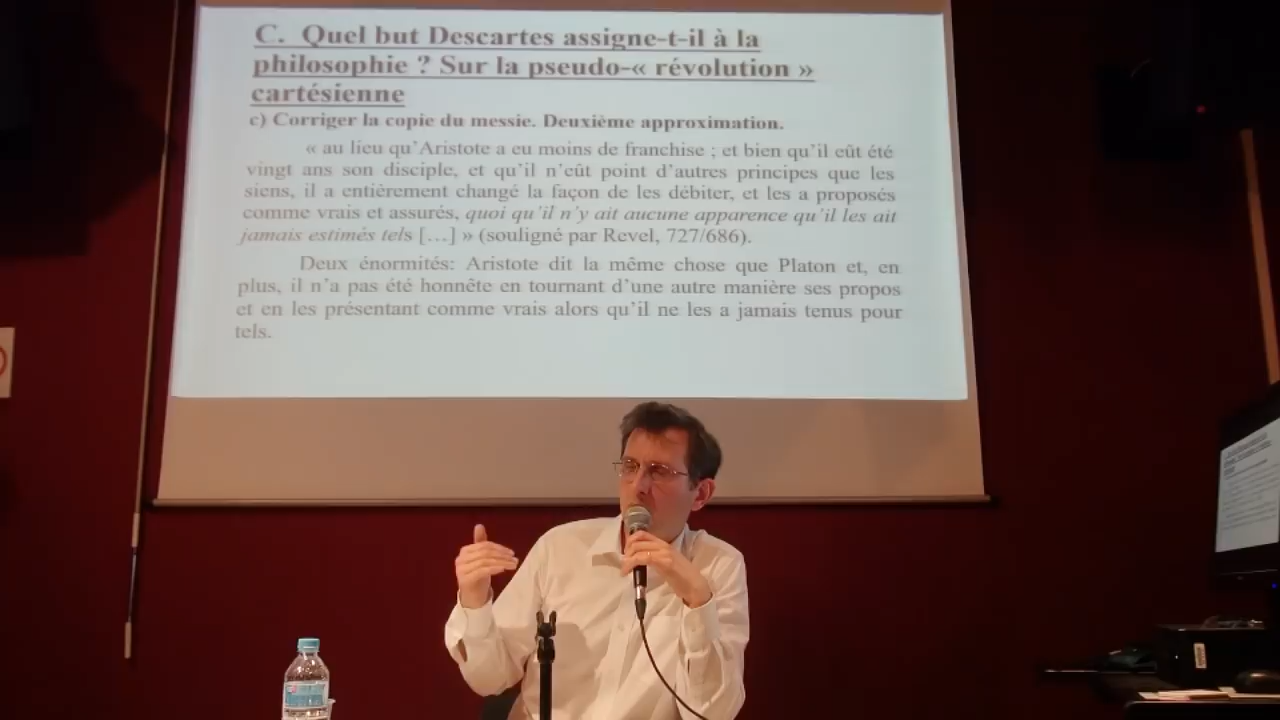 C. Quel but Descartes assigne-t-il à la
philosophie ? Sur la pseudo-« révolution »
cartésienne
c) Corriger la copie du messie. Deuxième approximation.
« au lieu qu'Aristote a eu moins de franchise ; et bien qu'il eût été
vingt ans son disciple, et qu'il n'eût point d'autres principes que les
siens, il a entièrement changé la façon de les débiter, et les a proposés
comme vrais et assurés, quoi qu'il n'y ait aucune apparence qu'il les ait
jamais estimés tels […] » (souligné par Revel, 727/686).
Deux énormités: Aristote dit la même chose que Platon et, en
plus, il n'a pas été honnête en tournant d'une autre manière ses propos
et en les présentant comme vrais alors qu'il ne les a jamais tenus pour
tels.